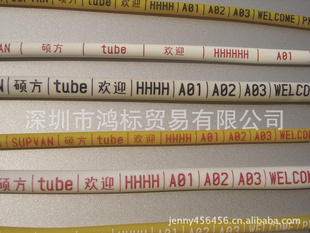 硕方|tube|欢迎|HHHH|A01|A02|A03|WELCOME|P
硕方|tube|欢迎|HHHHHH|A01
VAN|硕方|tube|欢迎|HHHH|A01|A02|A03|WELCO
深圳市鸿标贸易有限公司
SUPVAN|硕方|tube|欢迎|HHHH|A01|A02|A03|WELCOME
硕方|tube|欢迎|HHHH|A01|A02|A03|WELCOM
jenny456456.cn.alibaba.com